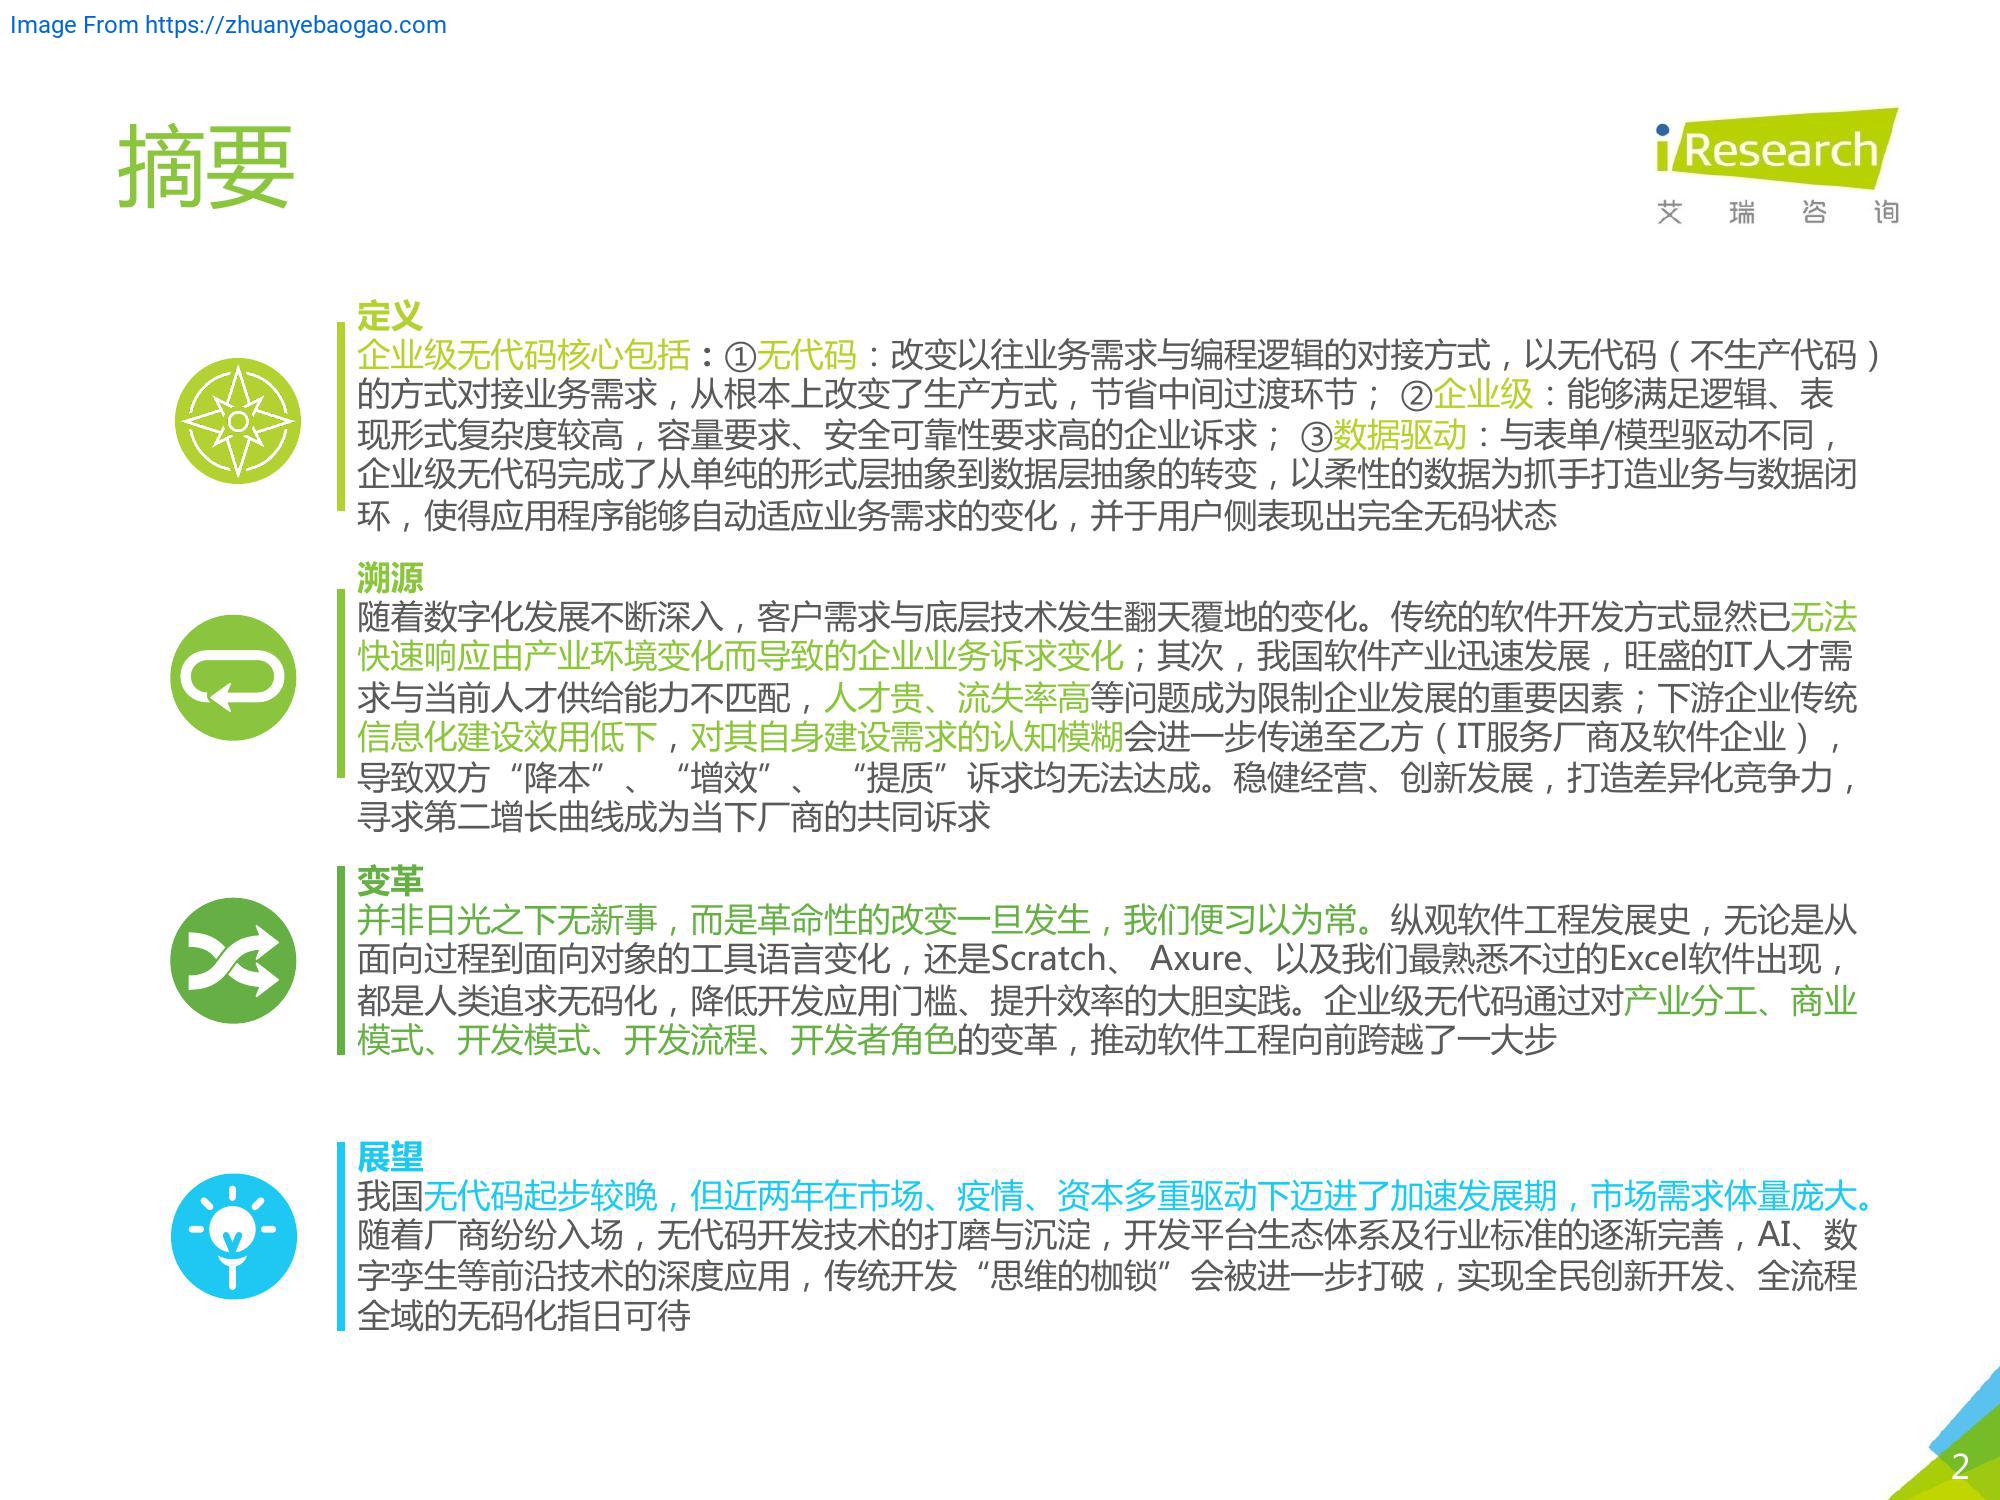 Image From https://zhuanyebaogao.com
摘要
iResearch
艾瑞咨询
定义
企业级无代码核心包括：①无代码：改变以往业务需求与编程逻辑的对接方式，以无代码（不生产代码）
的方式对接业务需求，从根本上改变了生产方式，节省中间过渡环节； ②企业级：能够满足逻辑、表
现形式复杂度较高，容量要求、安全可靠性要求高的企业诉求； ③数据驱动：与表单/模型驱动不同，
企业级无代码完成了从单纯的形式层抽象到数据层抽象的转变，以柔性的数据为抓手打造业务与数据闭
环，使得应用程序能够自动适应业务需求的变化，并于用户侧表现出完全无码状态
溯源
随着数字化发展不断深入，客户需求与底层技术发生翻天覆地的变化。传统的软件开发方式显然已无法
快速响应由产业环境变化而导致的企业业务诉求变化；其次，我国软件产业迅速发展，旺盛的IT人才需
求与当前人才供给能力不匹配，人才贵、流失率高等问题成为限制企业发展的重要因素；下游企业传统
信息化建设效用低下，对其自身建设需求的认知模糊会进一步传递至乙方（IT服务厂商及软件企业），
导致双方“降本”、 “增效”、 “提质”诉求均无法达成。稳健经营、创新发展，打造差异化竞争力，
寻求第二增长曲线成为当下厂商的共同诉求
变革
并非日光之下无新事，而是革命性的改变一旦发生，我们便习以为常。纵观软件工程发展史，无论是从
面向过程到面向对象的工具语言变化，还是Scratch、 Axure、以及我们最熟悉不过的Excel软件出现，
都是人类追求无码化，降低开发应用门槛、提升效率的大胆实践。企业级无代码通过对产业分工、商业
模式、开发模式、开发流程、开发者角色的变革，推动软件工程向前跨越了一大步
展望
我国无代码起步较晚，但近两年在市场、疫情、资本多重驱动下迈进了加速发展期，市场需求体量庞大。
随着厂商纷纷入场，无代码开发技术的打磨与沉淀，开发平台生态体系及行业标准的逐渐完善，AI、数
字孪生等前沿技术的深度应用，传统开发“思维的枷锁”会被进一步打破，实现全民创新开发、全流程
全域的无码化指日可待
2